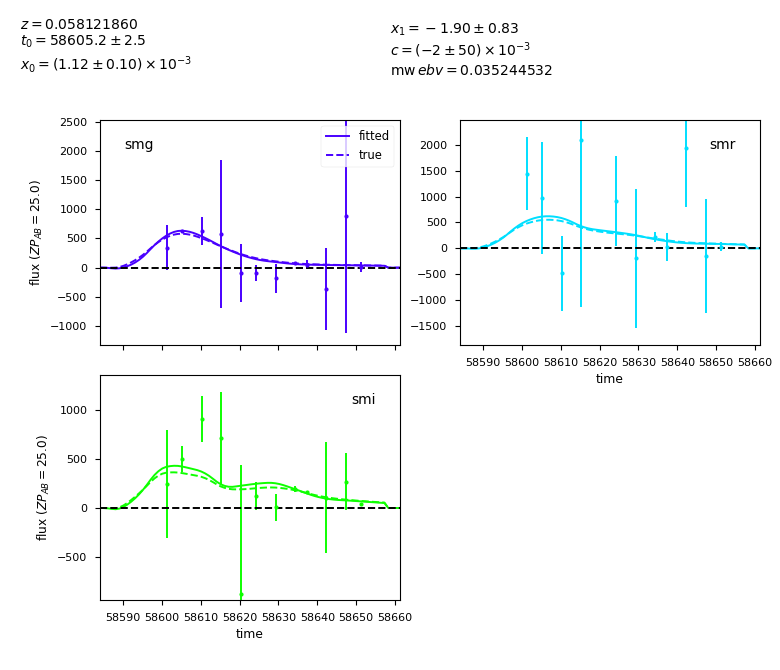 z = 0.058121860
t₀ = 58605.2 ± 2.5
x₀ = (1.12 ± 0.10) × 10⁻³
x₁ = −1.90 ± 0.83
c = (−2 ± 50) × 10⁻³
mw ebv = 0.035244532
smg
fitted
true
2500
2000
1500
1000
500
0
−500
−1000
flux (ZP_AB = 25.0)
smr
2000
1500
1000
500
0
−500
−1000
−1500
58590 58600 58610 58620 58630 58640 58650 58660
time
smi
1000
500
0
−500
flux (ZP_AB = 25.0)
58590 58600 58610 58620 58630 58640 58650 58660
time